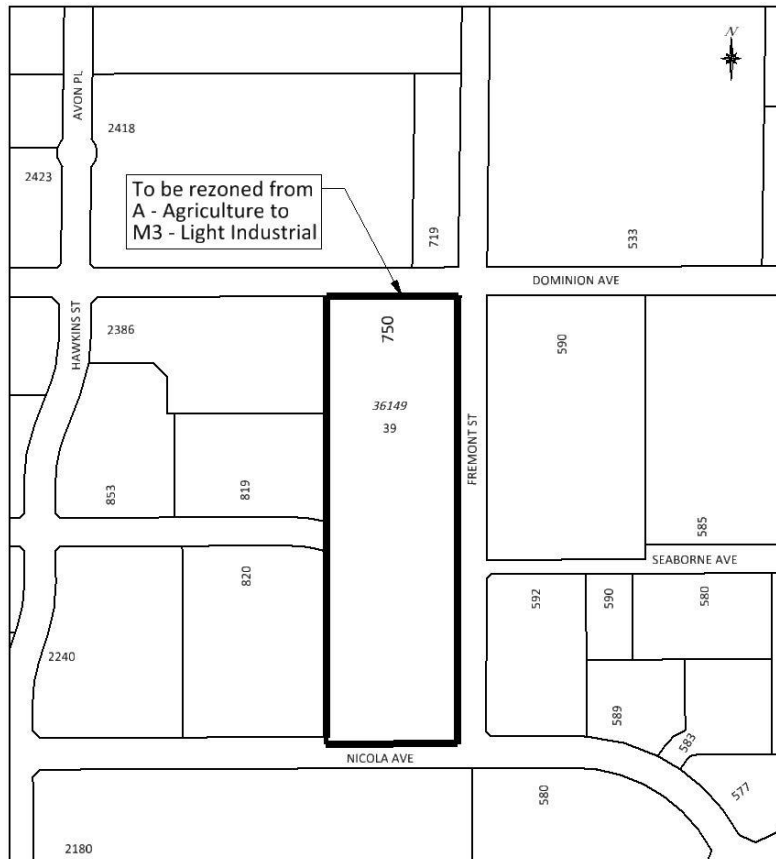 N
AVON PL
2418
2423
To be rezoned from
A - Agriculture to
M3 - Light Industrial
719
533
DOMINION AVE
HAWKINS ST
2386
750
590
36149
39
FREMONT ST
853
819
585
SEABORNE AVE
820
592
590
580
2240
589
583
NICOLA AVE
577
580
2180